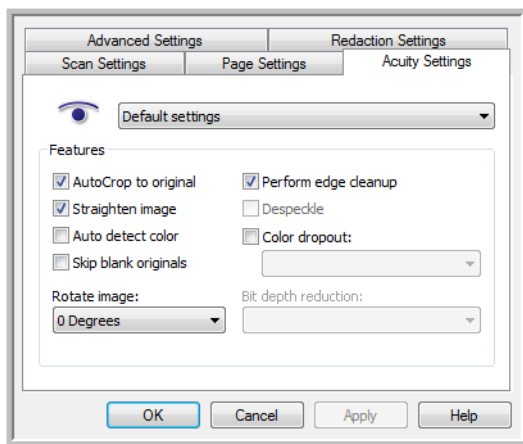 Advanced Settings Redaction Settings
Scan Settings Page Settings Acuity Settings
Default settings
Features
AutoCrop to original Perform edge cleanup
Straighten image Despeckle
Auto detect color Color dropout:
Skip blank originals
Rotate image: Bit depth reduction:
0 Degrees
OK Cancel Apply Help